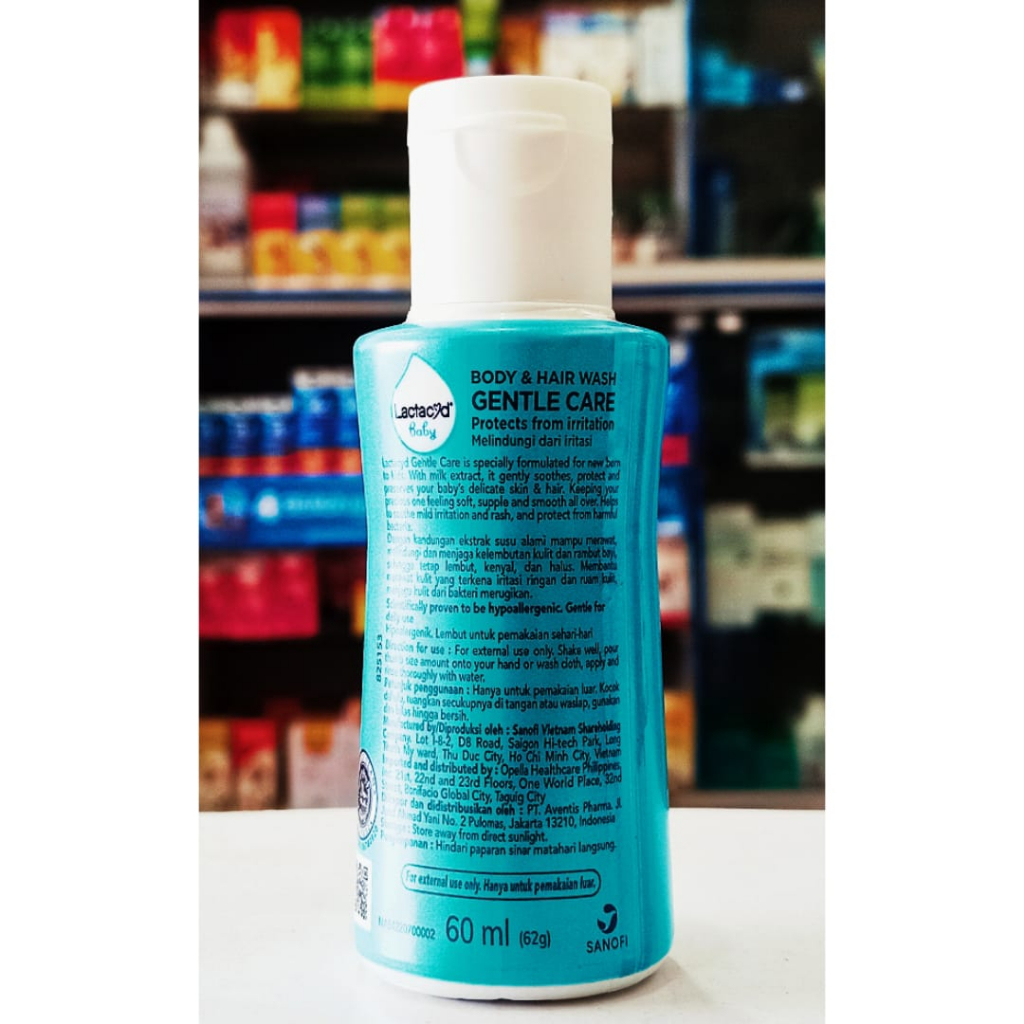 Lactacyd
Baby
BODY & HAIR WASH
GENTLE CARE
Protects from irritation
Melindungi dari iritasi
Lactacyd Gentle Care is specially formulated for new born
to kids. With milk extract, it gently soothes, protect and
your baby's delicate skin & hair. Keeping your
one feeling soft, supple and smooth all over. Helps
mild irritation and rash, and protect from harmful
bacteria.
Dengan kandungan ekstrak susu alami mampu merawat,
dan menjaga kelembutan kulit dan rambut bayi,
tetap lembut, kenyal, dan halus. Membantu
kulit yang terkena iritasi ringan dan ruam kulit,
kulit dari bakteri merugikan.
proven to be hypoallergenic. Gentle for
use
Lembut untuk pemakaian sehari-hari
Direction for use : For external use only. Shake well, pour
size amount onto your hand or wash cloth, apply and
thoroughly with water.
penggunaan : Hanya untuk pemakaian luar. Kocok
tuangkan secukupnya di tangan atau waslap, gunakan
hingga bersih.
by/Diproduksi oleh : Sanofi Vietnam Shareholding
Lot I-8-2, D8 Road, Saigon Hi-tech Park, Long
My ward, Thu Duc City, Ho Chi Minh City, Vietnam
and distributed by : Opella Healthcare Philippines,
21st, 22nd and 23rd Floors, One World Place, 32nd
Bonifacio Global City, Taguig City
dan didistribusikan oleh : PT. Aventis Pharma. Jl.
Yani No. 2 Pulomas, Jakarta 13210, Indonesia
: Store away from direct sunlight.
: Hindari paparan sinar matahari langsung.
For external use only. Hanya untuk pemakaian luar.
60 ml (62g)
SANOFI
825153